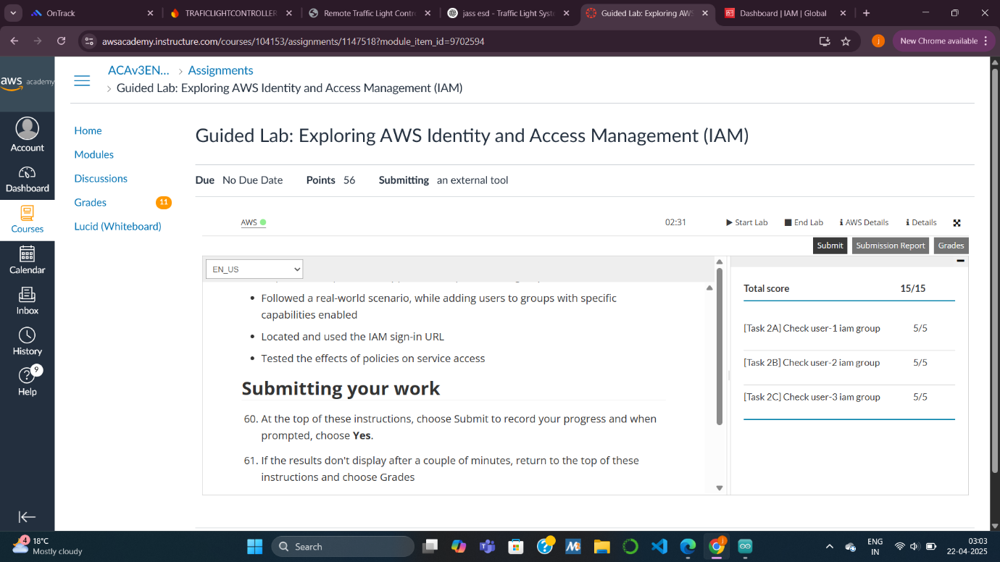 OnTrack
TRAFICLIGHTCONTROLLER
Remote Traffic Light Contr
jass esd - Traffic Light Syst
Guided Lab: Exploring AWS
Dashboard | IAM | Global
awsacademy.instructure.com/courses/104153/assignments/1147518?module_item_id=9702594
j
New Chrome available
aws academy
ACAv3EN... > Assignments
> Guided Lab: Exploring AWS Identity and Access Management (IAM)
Account
Dashboard
Courses
Calendar
Inbox
History
9
Help
Home
Modules
Discussions
Grades 11
Lucid (Whiteboard)
Guided Lab: Exploring AWS Identity and Access Management (IAM)
Due No Due Date Points 56 Submitting an external tool
AWS 02:31 Start Lab End Lab AWS Details Details
Submit Submission Report Grades
EN_US
• Followed a real-world scenario, while adding users to groups with specific
capabilities enabled
• Located and used the IAM sign-in URL
• Tested the effects of policies on service access
Submitting your work
60. At the top of these instructions, choose Submit to record your progress and when
prompted, choose Yes.
61. If the results don't display after a couple of minutes, return to the top of these
instructions and choose Grades
Total score 15/15
[Task 2A] Check user-1 iam group 5/5
[Task 2B] Check user-2 iam group 5/5
[Task 2C] Check user-3 iam group 5/5
4
18°C
Mostly cloudy
Search
ENG
IN
03:03
22-04-2025